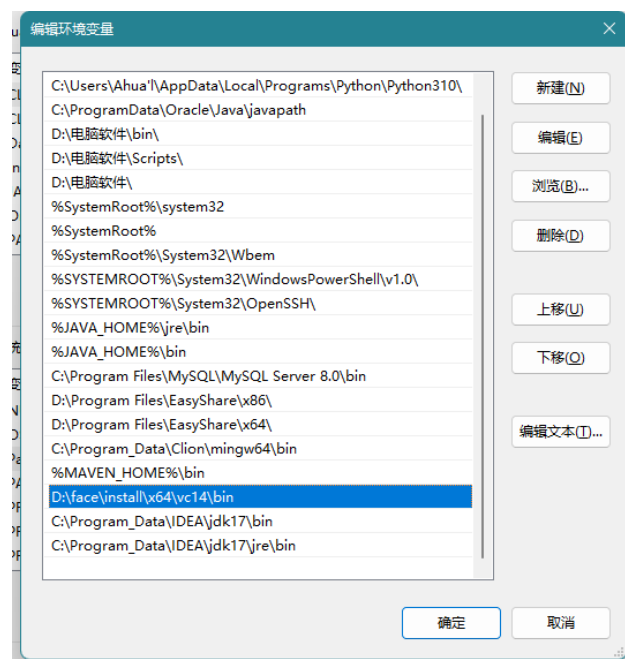 编辑环境变量
C:\Users\Ahua'l\AppData\Local\Programs\Python\Python310\
C:\ProgramData\Oracle\Java\javapath
D:\电脑软件\bin\
D:\电脑软件\Scripts\
D:\电脑软件\
%SystemRoot%\system32
%SystemRoot%
%SystemRoot%\System32\Wbem
%SYSTEMROOT%\System32\WindowsPowerShell\v1.0\
%SYSTEMROOT%\System32\OpenSSH\
%JAVA_HOME%\jre\bin
%JAVA_HOME%\bin
C:\Program Files\MySQL\MySQL Server 8.0\bin
D:\Program Files\EasyShare\x86\
D:\Program Files\EasyShare\x64\
C:\Program_Data\Clion\mingw64\bin
%MAVEN_HOME%\bin
D:\face\install\x64\vc14\bin
C:\Program_Data\IDEA\jdk17\bin
C:\Program_Data\IDEA\jdk17\jre\bin
新建(N)
编辑(E)
浏览(B)...
删除(D)
上移(U)
下移(O)
编辑文本(T)...
确定
取消